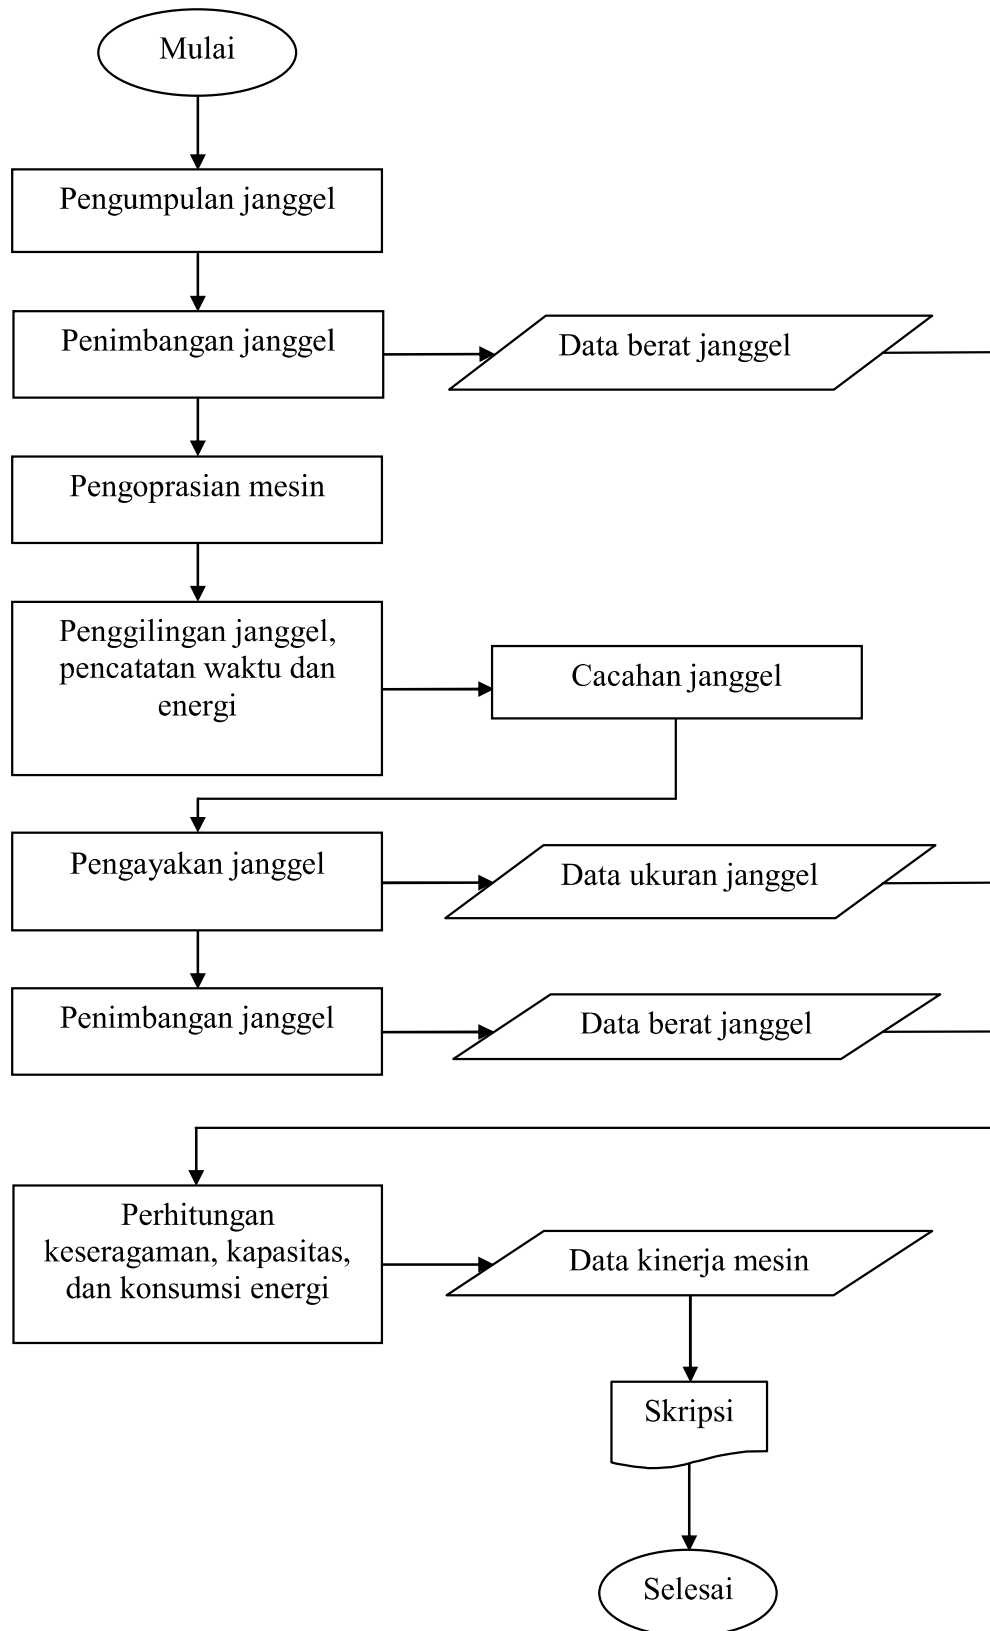 Mulai
Pengumpulan janggel
Penimbangan janggel
Data berat janggel
Pengoprasian mesin
Penggilingan janggel,
pencatatan waktu dan
energi
Cacahan janggel
Pengayakan janggel
Data ukuran janggel
Penimbangan janggel
Data berat janggel
Perhitungan
keseragaman, kapasitas,
dan konsumsi energi
Data kinerja mesin
Skripsi
Selesai